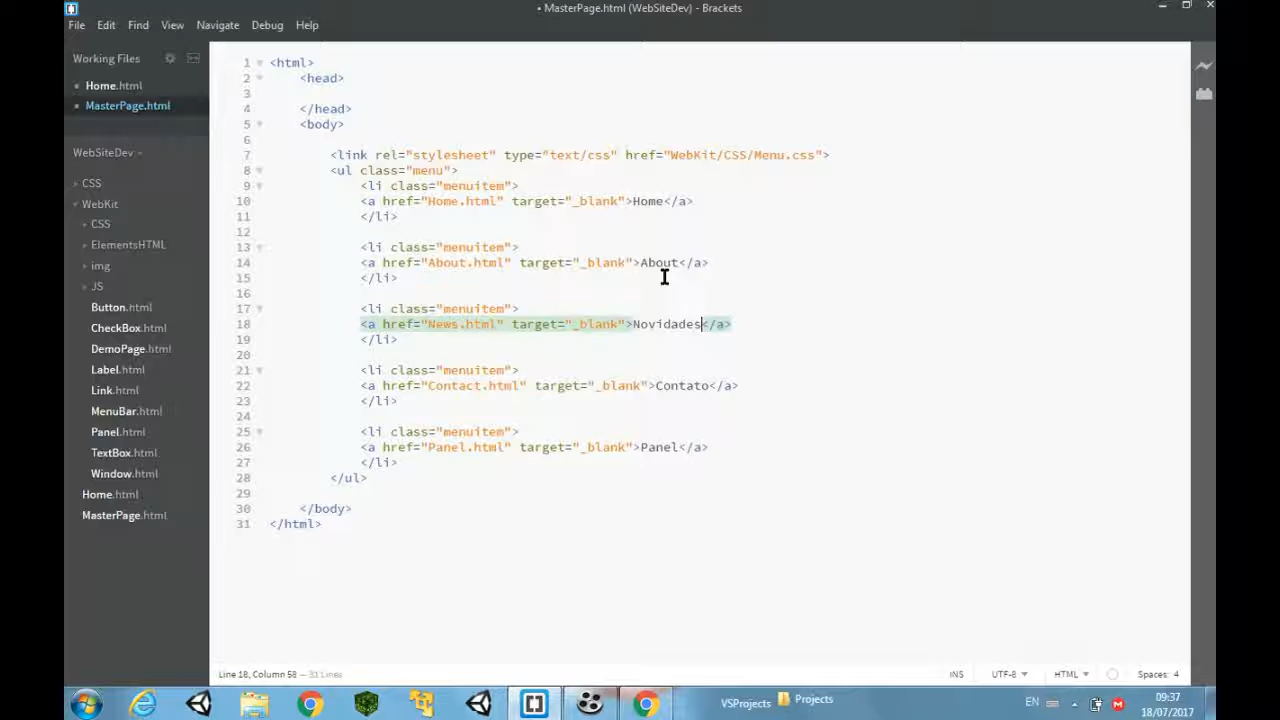 • MasterPage.html (WebSiteDev) - Brackets
File Edit Find View Navigate Debug Help
Working Files
Home.html
MasterPage.html
WebSiteDev
CSS
WebKit
CSS
ElementsHTML
img
JS
Button.html
CheckBox.html
DemoPage.html
Label.html
Link.html
MenuBar.html
Panel.html
TextBox.html
Window.html
Home.html
MasterPage.html
1 <html>
2 <head>
3
4 </head>
5 <body>
6
7 <link rel="stylesheet" type="text/css" href="WebKit/CSS/Menu.css">
8 <ul class="menu">
9 <li class="menuitem">
10 <a href="Home.html" target="_blank">Home</a>
11 </li>
12
13 <li class="menuitem">
14 <a href="About.html" target="_blank">About</a>
15 </li>
16
17 <li class="menuitem">
18 <a href="News.html" target="_blank">Novidades</a>
19 </li>
20
21 <li class="menuitem">
22 <a href="Contact.html" target="_blank">Contato</a>
23 </li>
24
25 <li class="menuitem">
26 <a href="Panel.html" target="_blank">Panel</a>
27 </li>
28 </ul>
29
30 </body>
31 </html>
Line 18, Column 58 — 31 Lines
INS UTF-8 HTML Spaces: 4
VSProjects Projects EN 09:37
18/07/2017